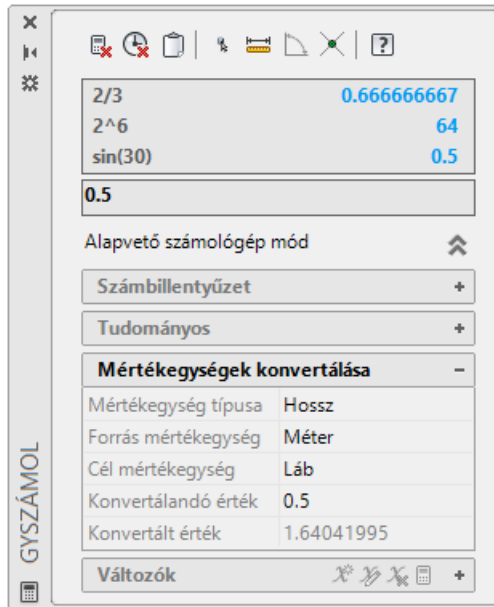 2/3 0.666666667
2^6 64
sin(30) 0.5
0.5
Alapvető számológép mód
Számbillentyűzet
Tudományos
Mértékegységek konvertálása
Mértékegység típusa Hossz
Forrás mértékegység Méter
Cél mértékegység Láb
Konvertálandó érték 0.5
Konvertált érték 1.64041995
Változók
GYSZÁMOL